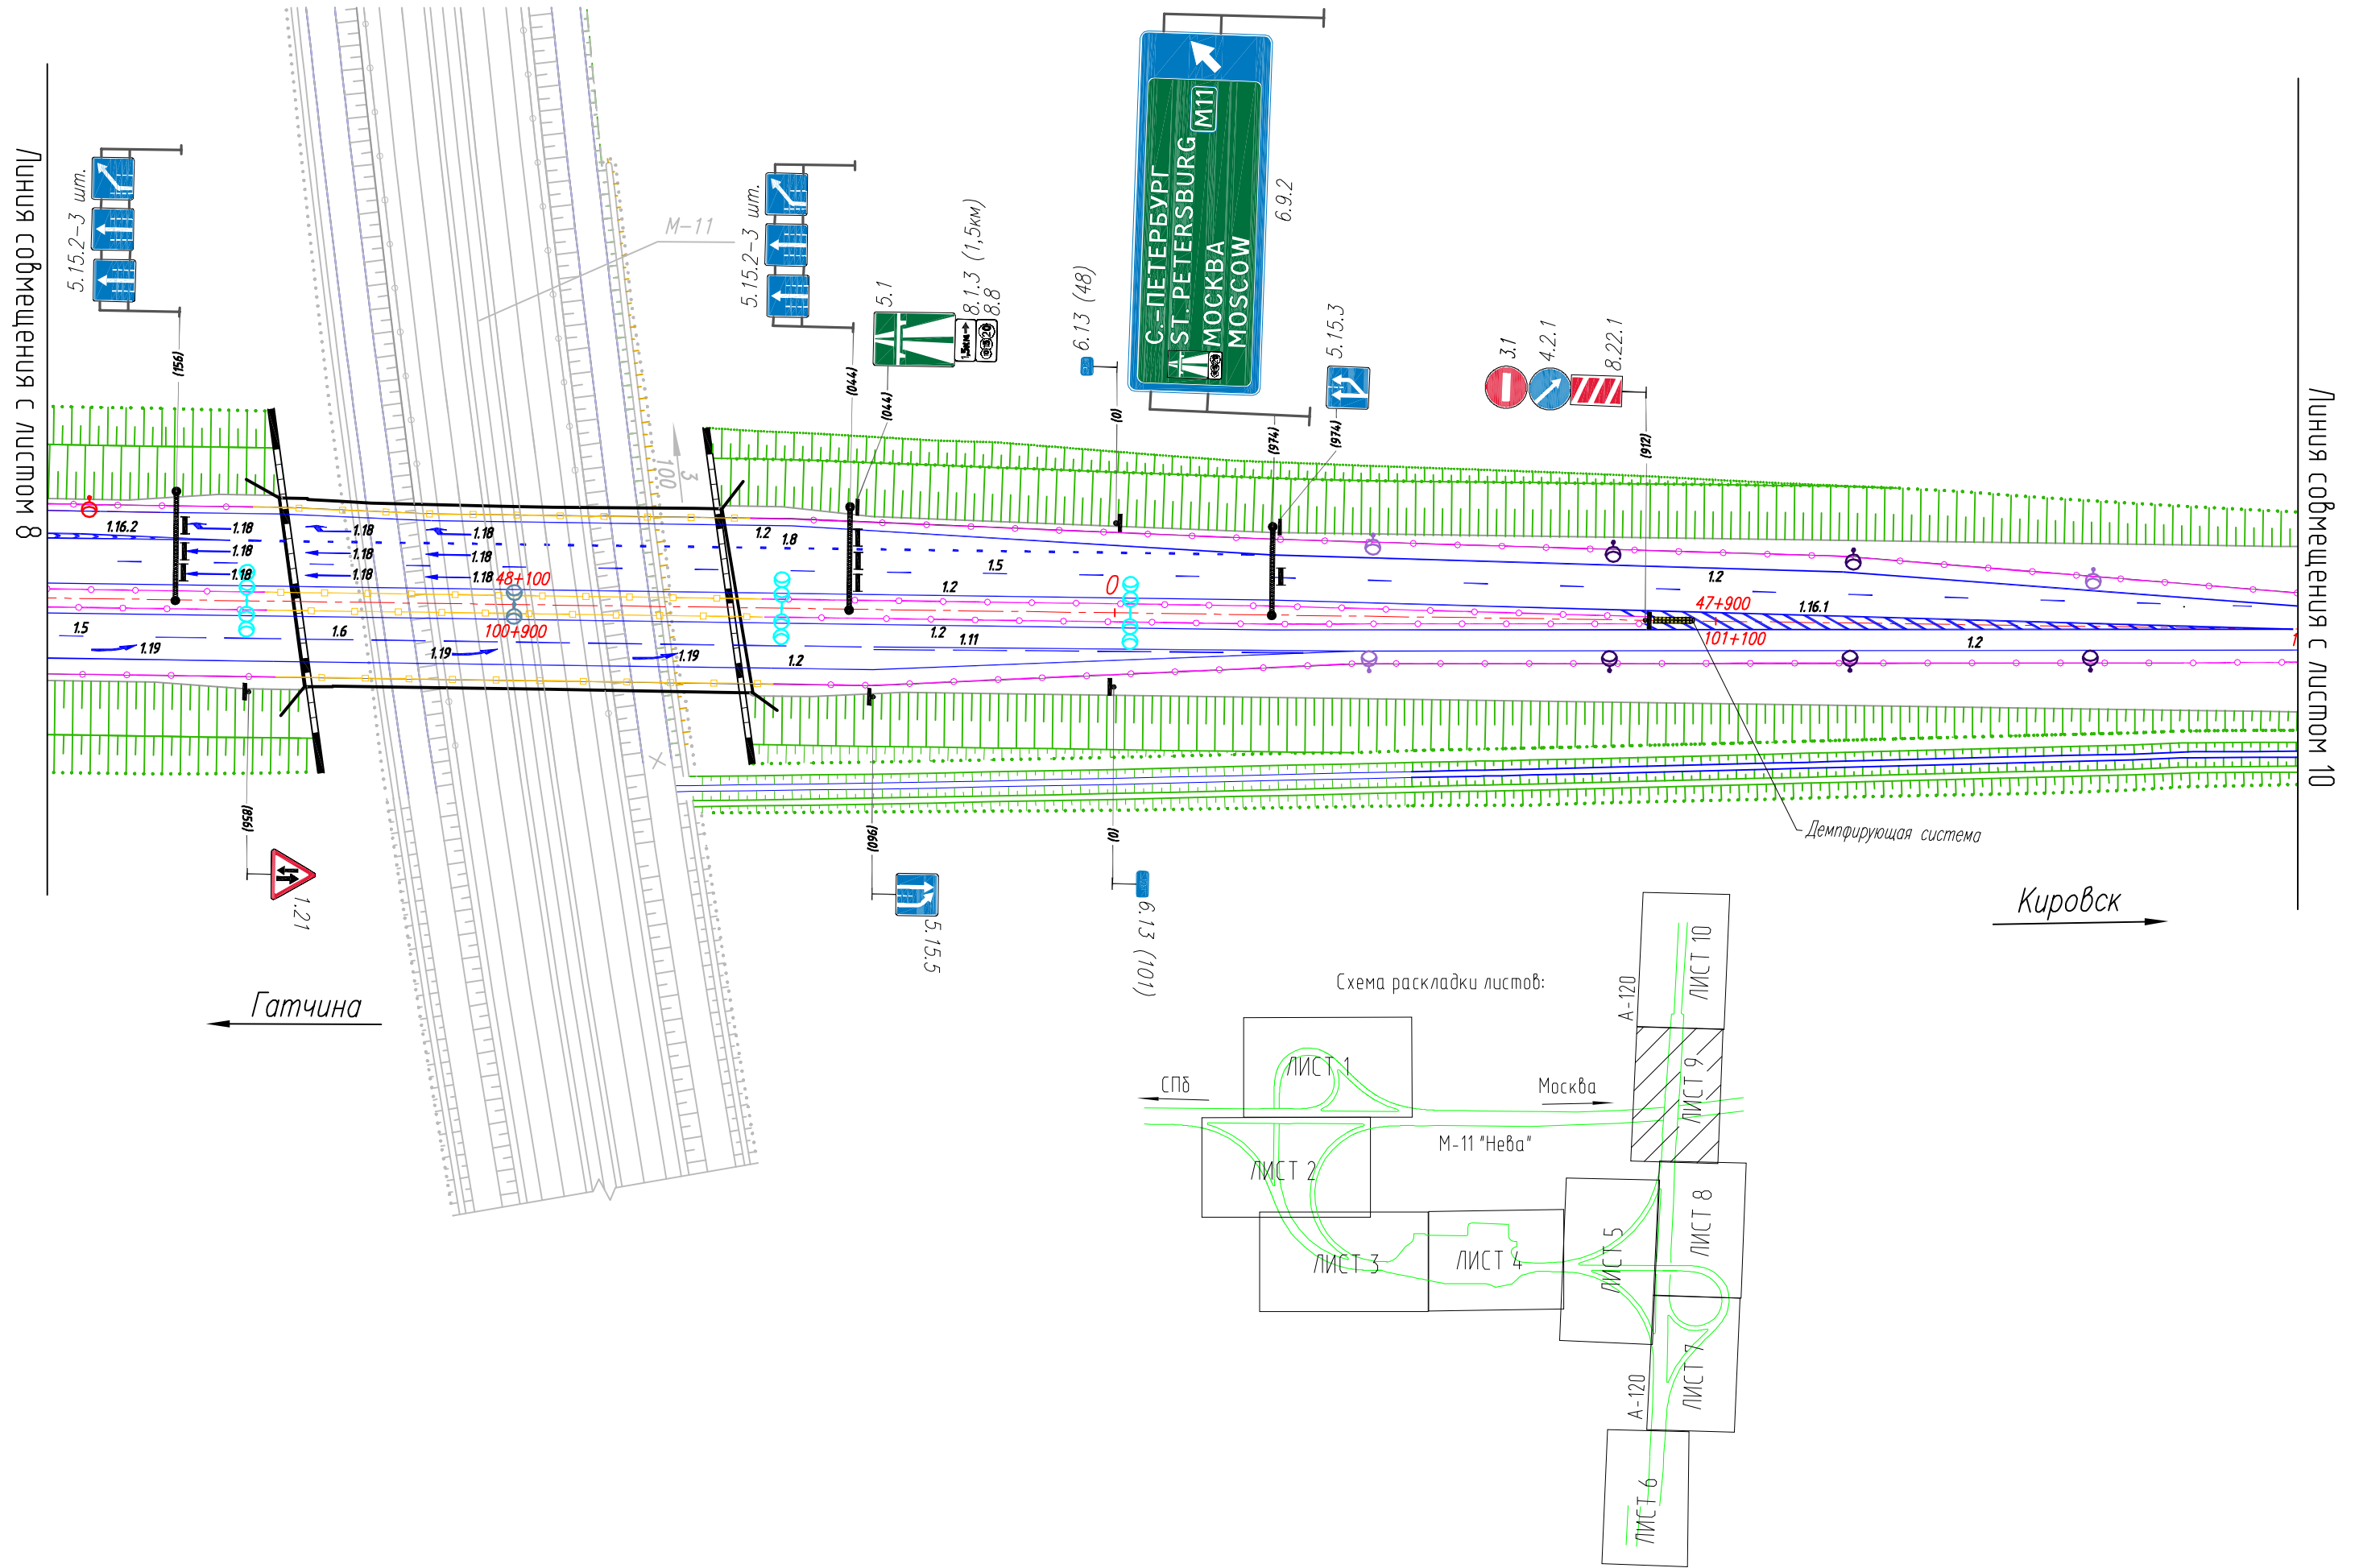 Линия совмещения с листом 8
5.15.2-3 шт.
(156)
М-11
3
100
5.15.2-3 шт.
(044)
5.1
(044)
1,5км
8.1.3 (1,5км)
8.8
6.13 (48)
(0)
С.-ПЕТЕРБУРГ
ST. PETERSBURG М11
МОСКВА
MOSCOW
6.9.2
(974)
5.15.3
(974)
3.1
4.2.1
8.22.1
(912)
Линия совмещения с листом 10
1.16.2
1.18
1.18
1.18
1.18
1.18
1.18
1.18
1.18
1.18
48+100
100+900
1.5
1.19
1.6
1.19
1.19
1.2
1.8
1.5
1.2
0
1.2
1.11
1.2
1.2
47+900
1.16.1
101+100
1.2
1
(958)
1.21
(960)
5.15.5
(0)
6.13 (101)
Демпфирующая система
Кировск
Гатчина
Схема раскладки листов:
А-120
ЛИСТ 10
ЛИСТ 9
ЛИСТ 1
СПб
Москва
М-11 "Нева"
ЛИСТ 2
ЛИСТ 3
ЛИСТ 4
ЛИСТ 5
ЛИСТ 8
ЛИСТ 7
А-120
ЛИСТ 6